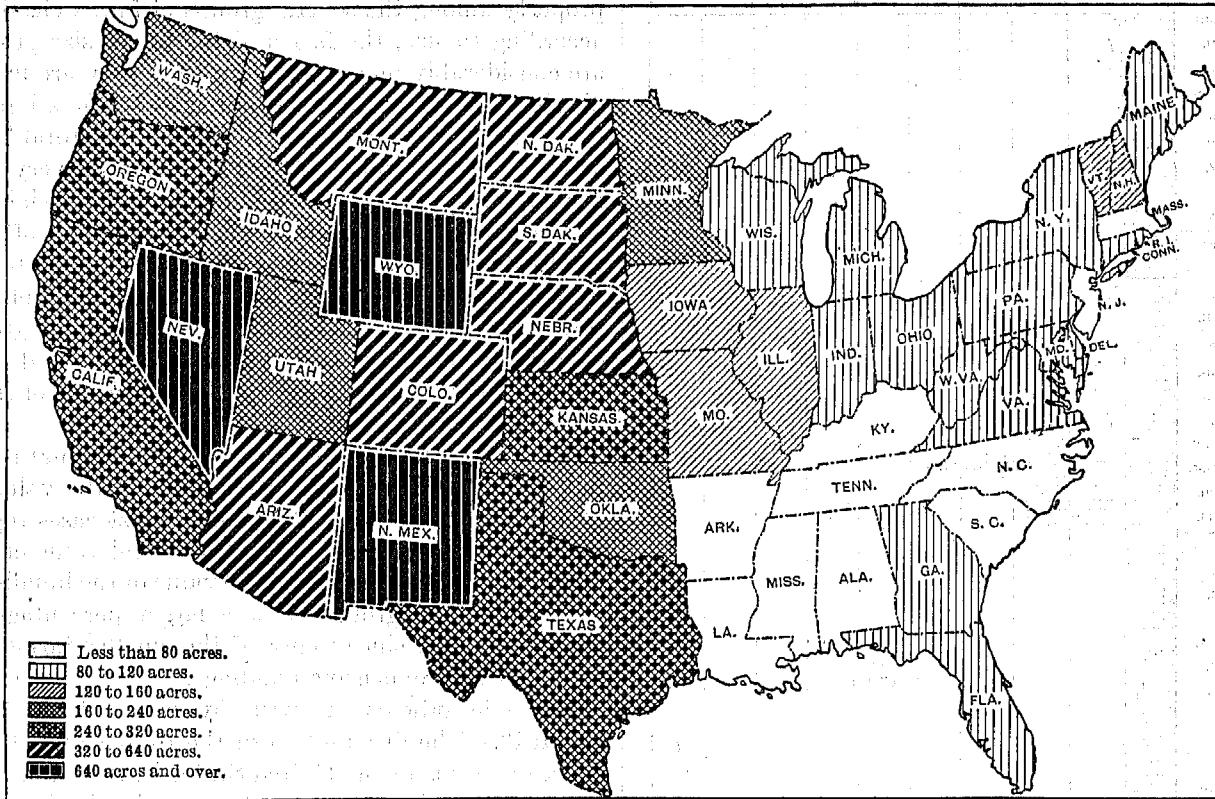 WASH.
MONT.
N. DAK.
MINN.
OREGON
IDAHO
WYO.
S. DAK.
WIS.
MICH.
MAINE
VT.
N.H.
N. Y.
MASS.
R.I.
CONN.
NEV.
UTAH
COLO.
NEBR.
IOWA
ILL.
IND.
OHIO
PA.
N. J.
MD.
DEL.
W. VA.
VA.
CALIF.
KANSAS.
MO.
KY.
ARIZ.
N. MEX.
OKLA.
ARK.
TENN.
N. C.
S. C.
TEXAS
LA.
MISS.
ALA.
GA.
FLA.
Less than 80 acres.
80 to 120 acres.
120 to 160 acres.
160 to 240 acres.
240 to 320 acres.
320 to 640 acres.
640 acres and over.